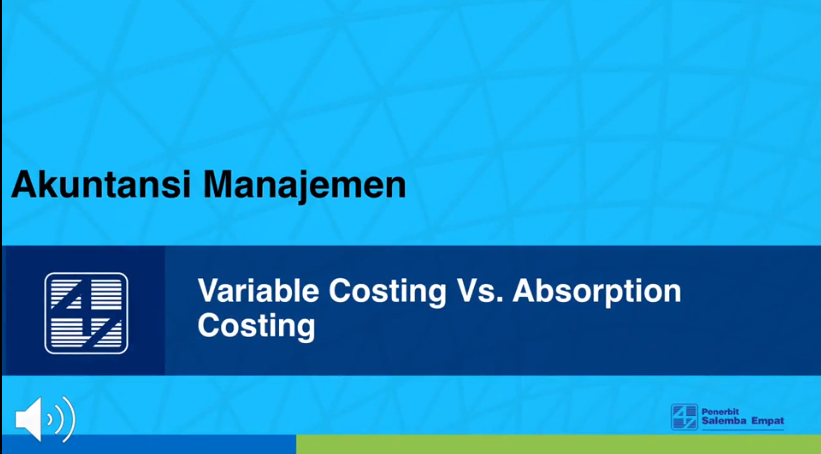 Akuntansi Manajemen
Variable Costing Vs. Absorption
Costing
Penerbit
Salemba Empat